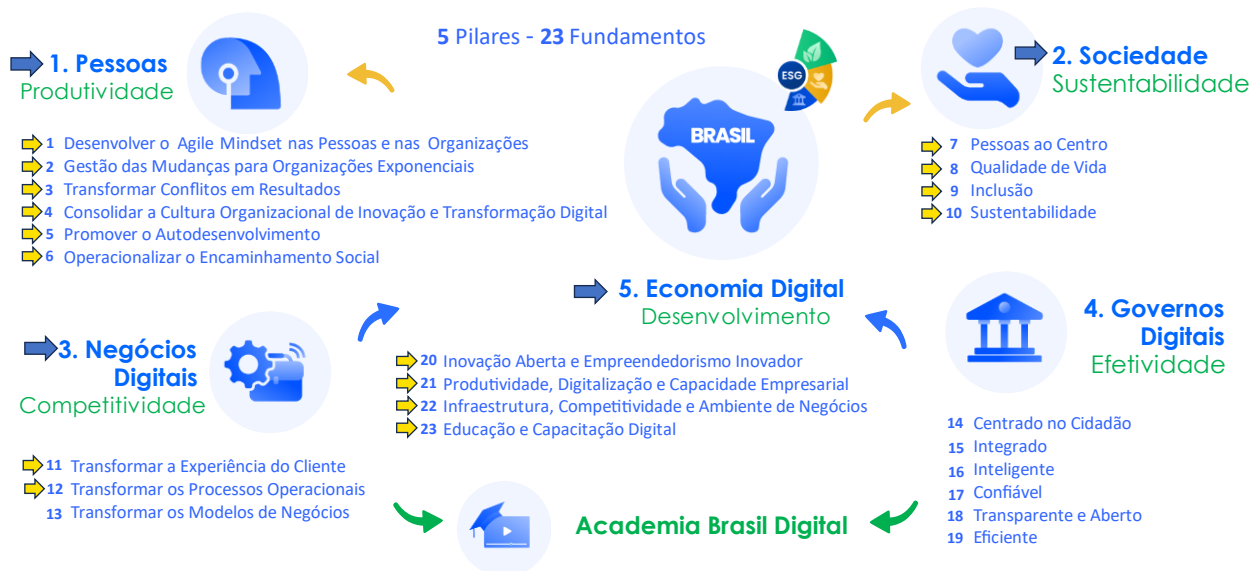 5 Pilares - 23 Fundamentos
1. Pessoas
Produtividade
1 Desenvolver o Agile Mindset nas Pessoas e nas Organizações
2 Gestão das Mudanças para Organizações Exponenciais
3 Transformar Conflitos em Resultados
4 Consolidar a Cultura Organizacional de Inovação e Transformação Digital
5 Promover o Autodesenvolvimento
6 Operacionalizar o Encaminhamento Social
ESG
BRASIL
2. Sociedade
Sustentabilidade
7 Pessoas ao Centro
8 Qualidade de Vida
9 Inclusão
10 Sustentabilidade
3. Negócios
Digitais
Competitividade
11 Transformar a Experiência do Cliente
12 Transformar os Processos Operacionais
13 Transformar os Modelos de Negócios
5. Economia Digital
Desenvolvimento
20 Inovação Aberta e Empreendedorismo Inovador
21 Produtividade, Digitalização e Capacidade Empresarial
22 Infraestrutura, Competitividade e Ambiente de Negócios
23 Educação e Capacitação Digital
4. Governos
Digitais
Efetividade
14 Centrado no Cidadão
15 Integrado
16 Inteligente
17 Confiável
18 Transparente e Aberto
19 Eficiente
Academia Brasil Digital